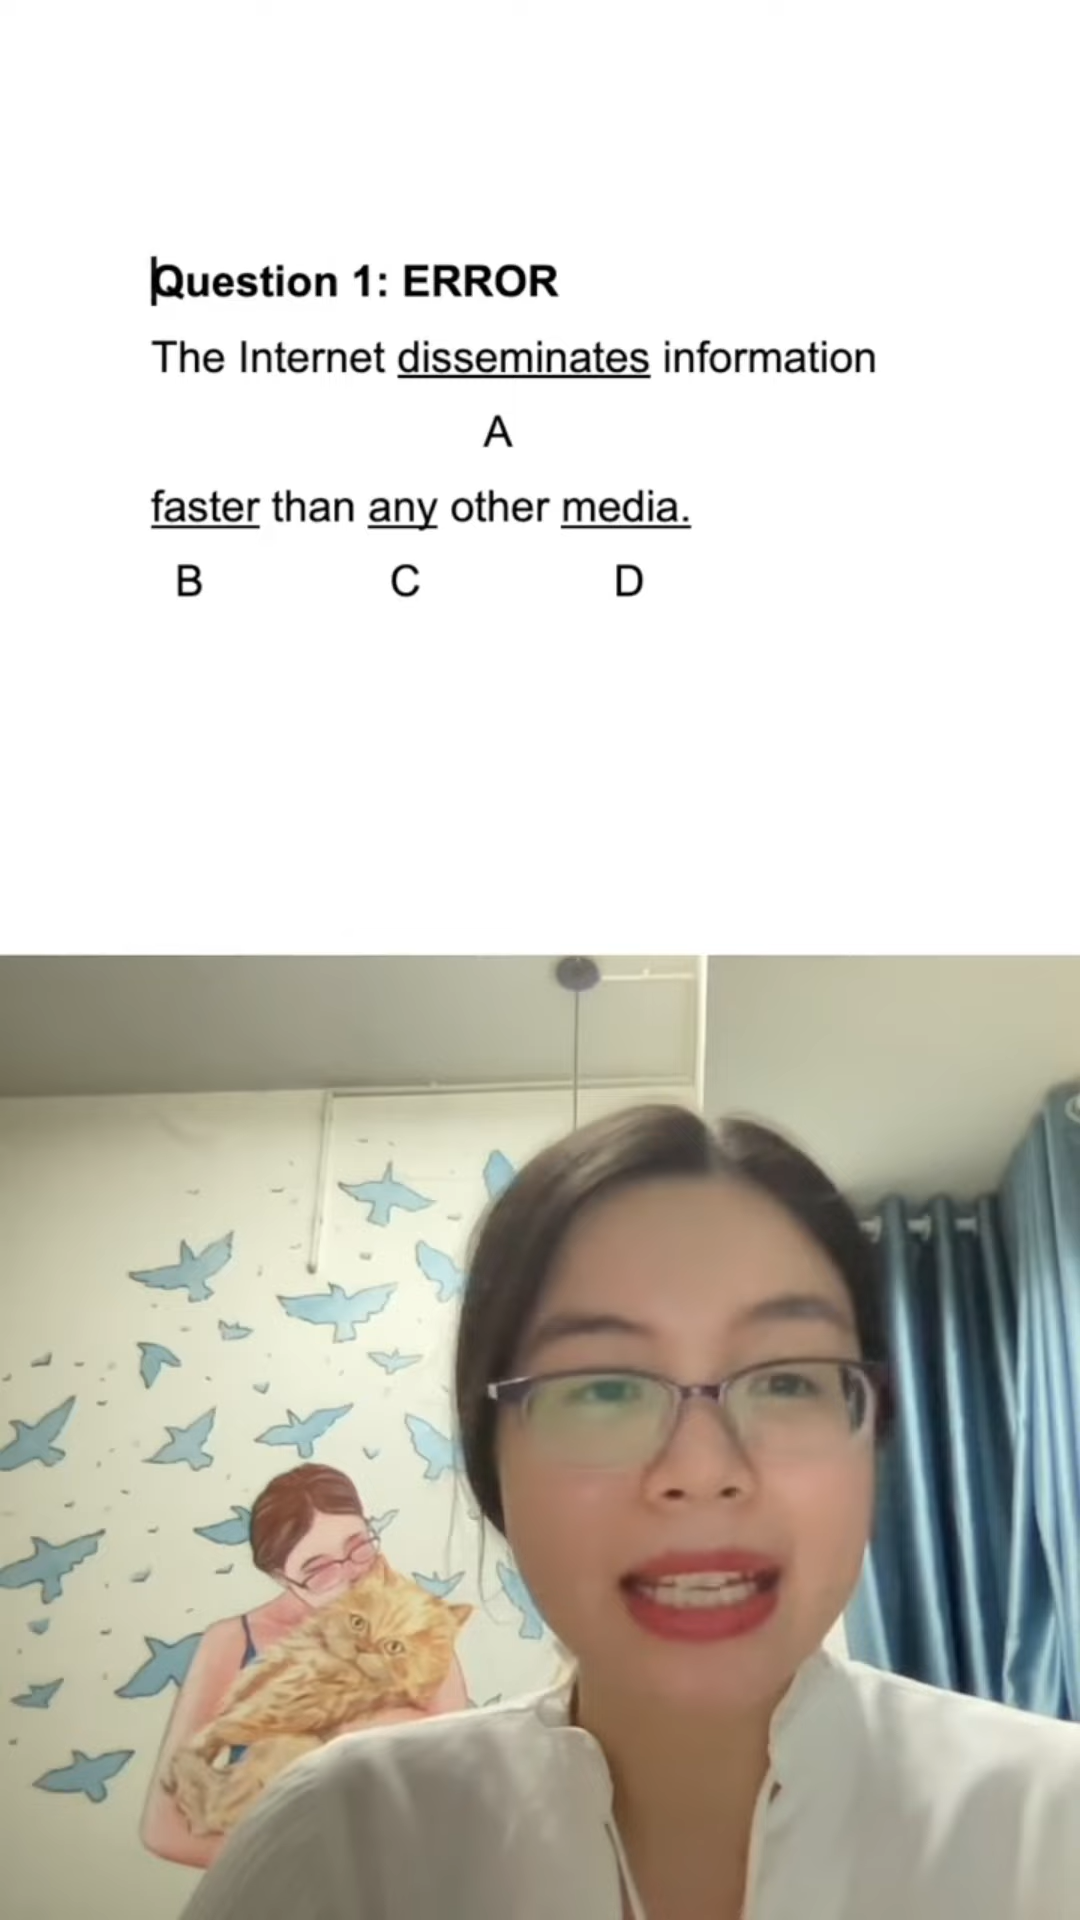 Question 1: ERROR
The Internet disseminates information
A
faster than any other media.
B C D